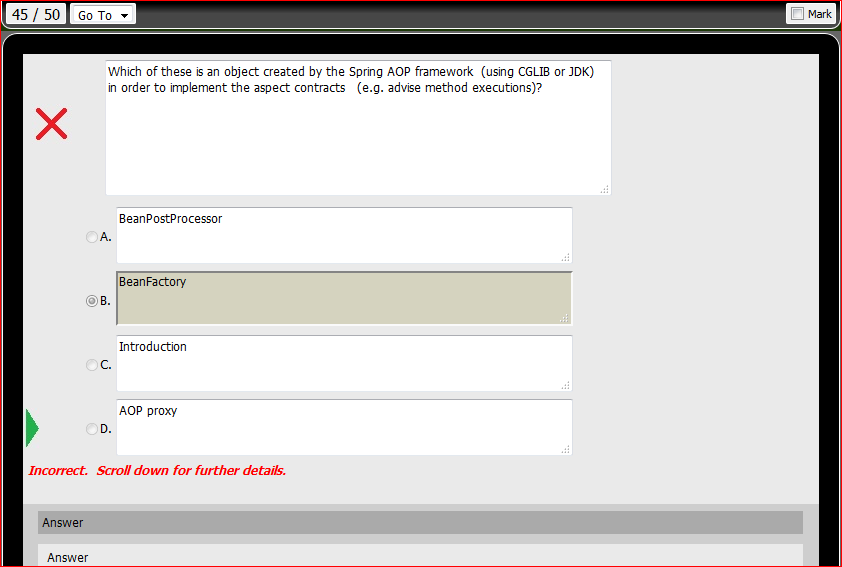 45 / 50 Go To Mark
Which of these is an object created by the Spring AOP framework (using CGLIB or JDK)
in order to implement the aspect contracts (e.g. advise method executions)?
A. BeanPostProcessor
B. BeanFactory
C. Introduction
D. AOP proxy
Incorrect. Scroll down for further details.
Answer
Answer